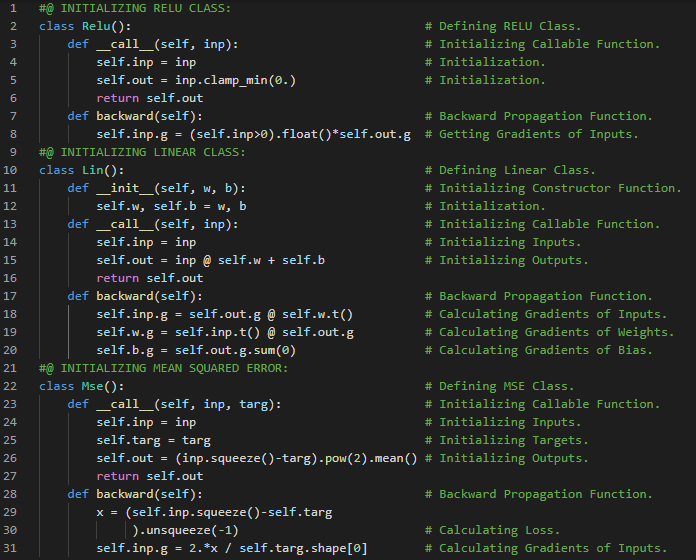 1 #@ INITIALIZING RELU CLASS:
2 class Relu(): # Defining RELU Class.
3 def __call__(self, inp): # Initializing Callable Function.
4 self.inp = inp # Initialization.
5 self.out = inp.clamp_min(0.) # Initialization.
6 return self.out
7 def backward(self): # Backward Propagation Function.
8 self.inp.g = (self.inp>0).float()*self.out.g # Getting Gradients of Inputs.
9 #@ INITIALIZING LINEAR CLASS:
10 class Lin(): # Defining Linear Class.
11 def __init__(self, w, b): # Initializing Constructor Function.
12 self.w, self.b = w, b # Initialization.
13 def __call__(self, inp): # Initializing Callable Function.
14 self.inp = inp # Initializing Inputs.
15 self.out = inp @ self.w + self.b # Initializing Outputs.
16 return self.out
17 def backward(self): # Backward Propagation Function.
18 self.inp.g = self.out.g @ self.w.t() # Calculating Gradients of Inputs.
19 self.w.g = self.inp.t() @ self.out.g # Calculating Gradients of Weights.
20 self.b.g = self.out.g.sum(0) # Calculating Gradients of Bias.
21 #@ INITIALIZING MEAN SQUARED ERROR:
22 class Mse(): # Defining MSE Class.
23 def __call__(self, inp, targ): # Initializing Callable Function.
24 self.inp = inp # Initializing Inputs.
25 self.targ = targ # Initializing Targets.
26 self.out = (inp.squeeze()-targ).pow(2).mean() # Initializing Outputs.
27 return self.out
28 def backward(self): # Backward Propagation Function.
29 x = (self.inp.squeeze()-self.targ
30 ).unsqueeze(-1) # Calculating Loss.
31 self.inp.g = 2.*x / self.targ.shape[0] # Calculating Gradients of Inputs.